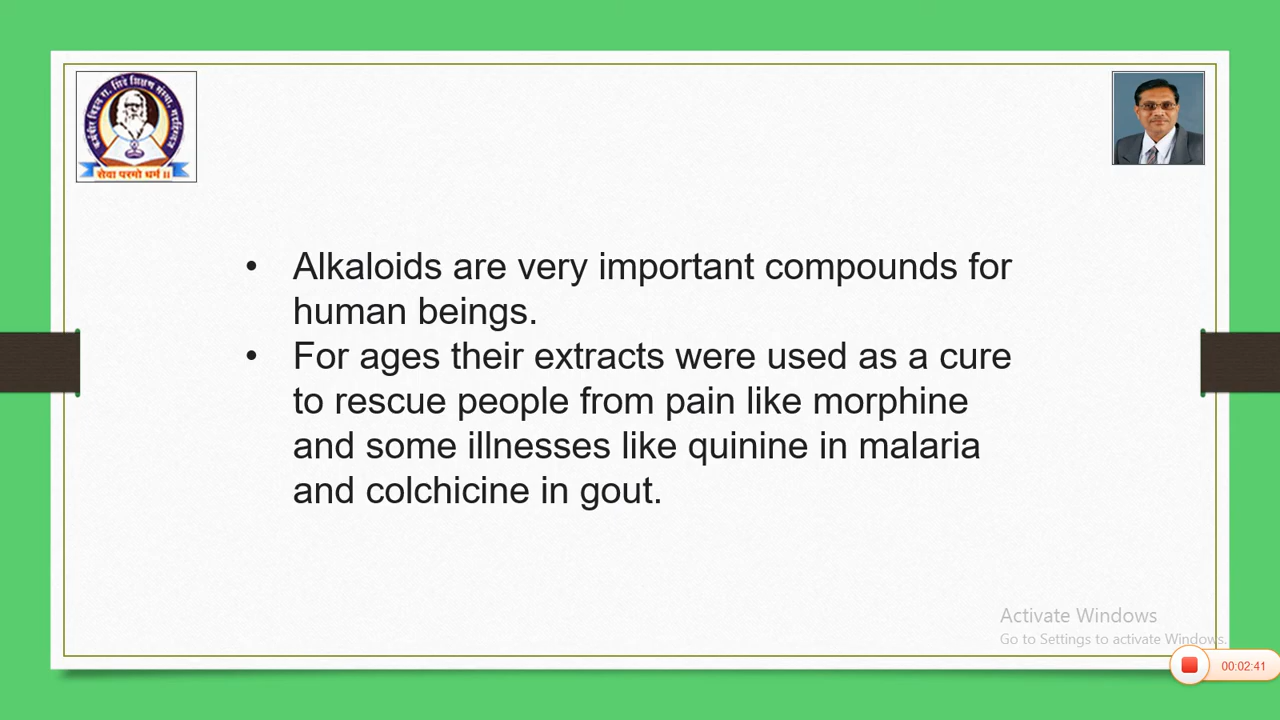 सेवा परमो धर्म ॥
• Alkaloids are very important compounds for
human beings.
• For ages their extracts were used as a cure
to rescue people from pain like morphine
and some illnesses like quinine in malaria
and colchicine in gout.
Activate Windows
Go to Settings to activate Windows.
00:02:41